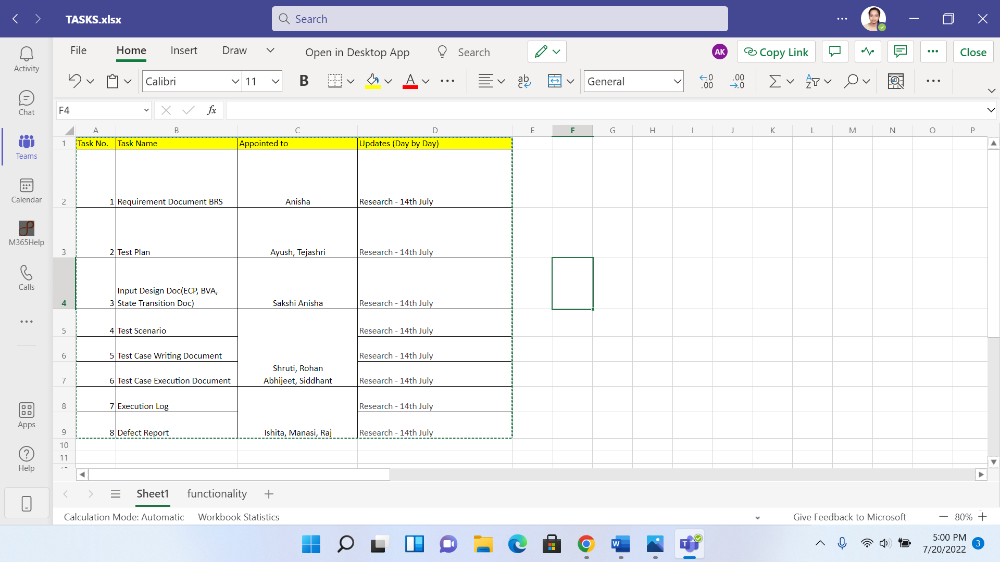 TASKS.xlsx
Search
File Home Insert Draw Open in Desktop App Search AK Copy Link Close
Calibri 11 B A General
F4 fx
A B C D E F G H I J K L M N O P
1 Task No. Task Name Appointed to Updates (Day by Day)
2 1 Requirement Document BRS Anisha Research - 14th July
3 2 Test Plan Ayush, Tejashri Research - 14th July
Input Design Doc(ECP, BVA,
4 3 State Transition Doc) Sakshi Anisha Research - 14th July
5 4 Test Scenario Research - 14th July
6 5 Test Case Writing Document Research - 14th July
Shruti, Rohan
7 6 Test Case Execution Document Abhijeet, Siddhant Research - 14th July
8 7 Execution Log Research - 14th July
9 8 Defect Report Ishita, Manasi, Raj Research - 14th July
10
11
Activity
Chat
Teams
Calendar
M365Help
Calls
Apps
Help
Sheet1 functionality
Calculation Mode: Automatic Workbook Statistics Give Feedback to Microsoft 80%
5:00 PM
7/20/2022 3